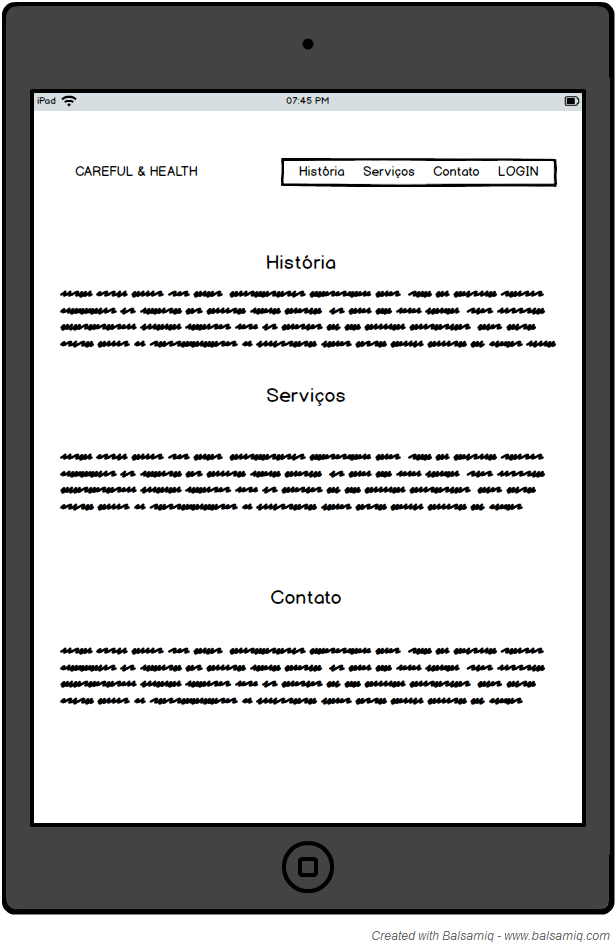 iPad 07:45 PM
CAREFUL & HEALTH História Serviços Contato LOGIN
História
Serviços
Contato
Created with Balsamiq - www.balsamiq.com